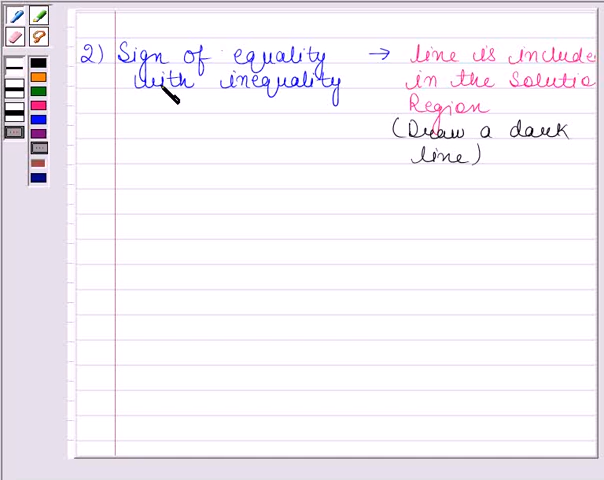 2) Sign of equality → line is include
with inequality in the Solutio
Region
(Draw a dark
line)